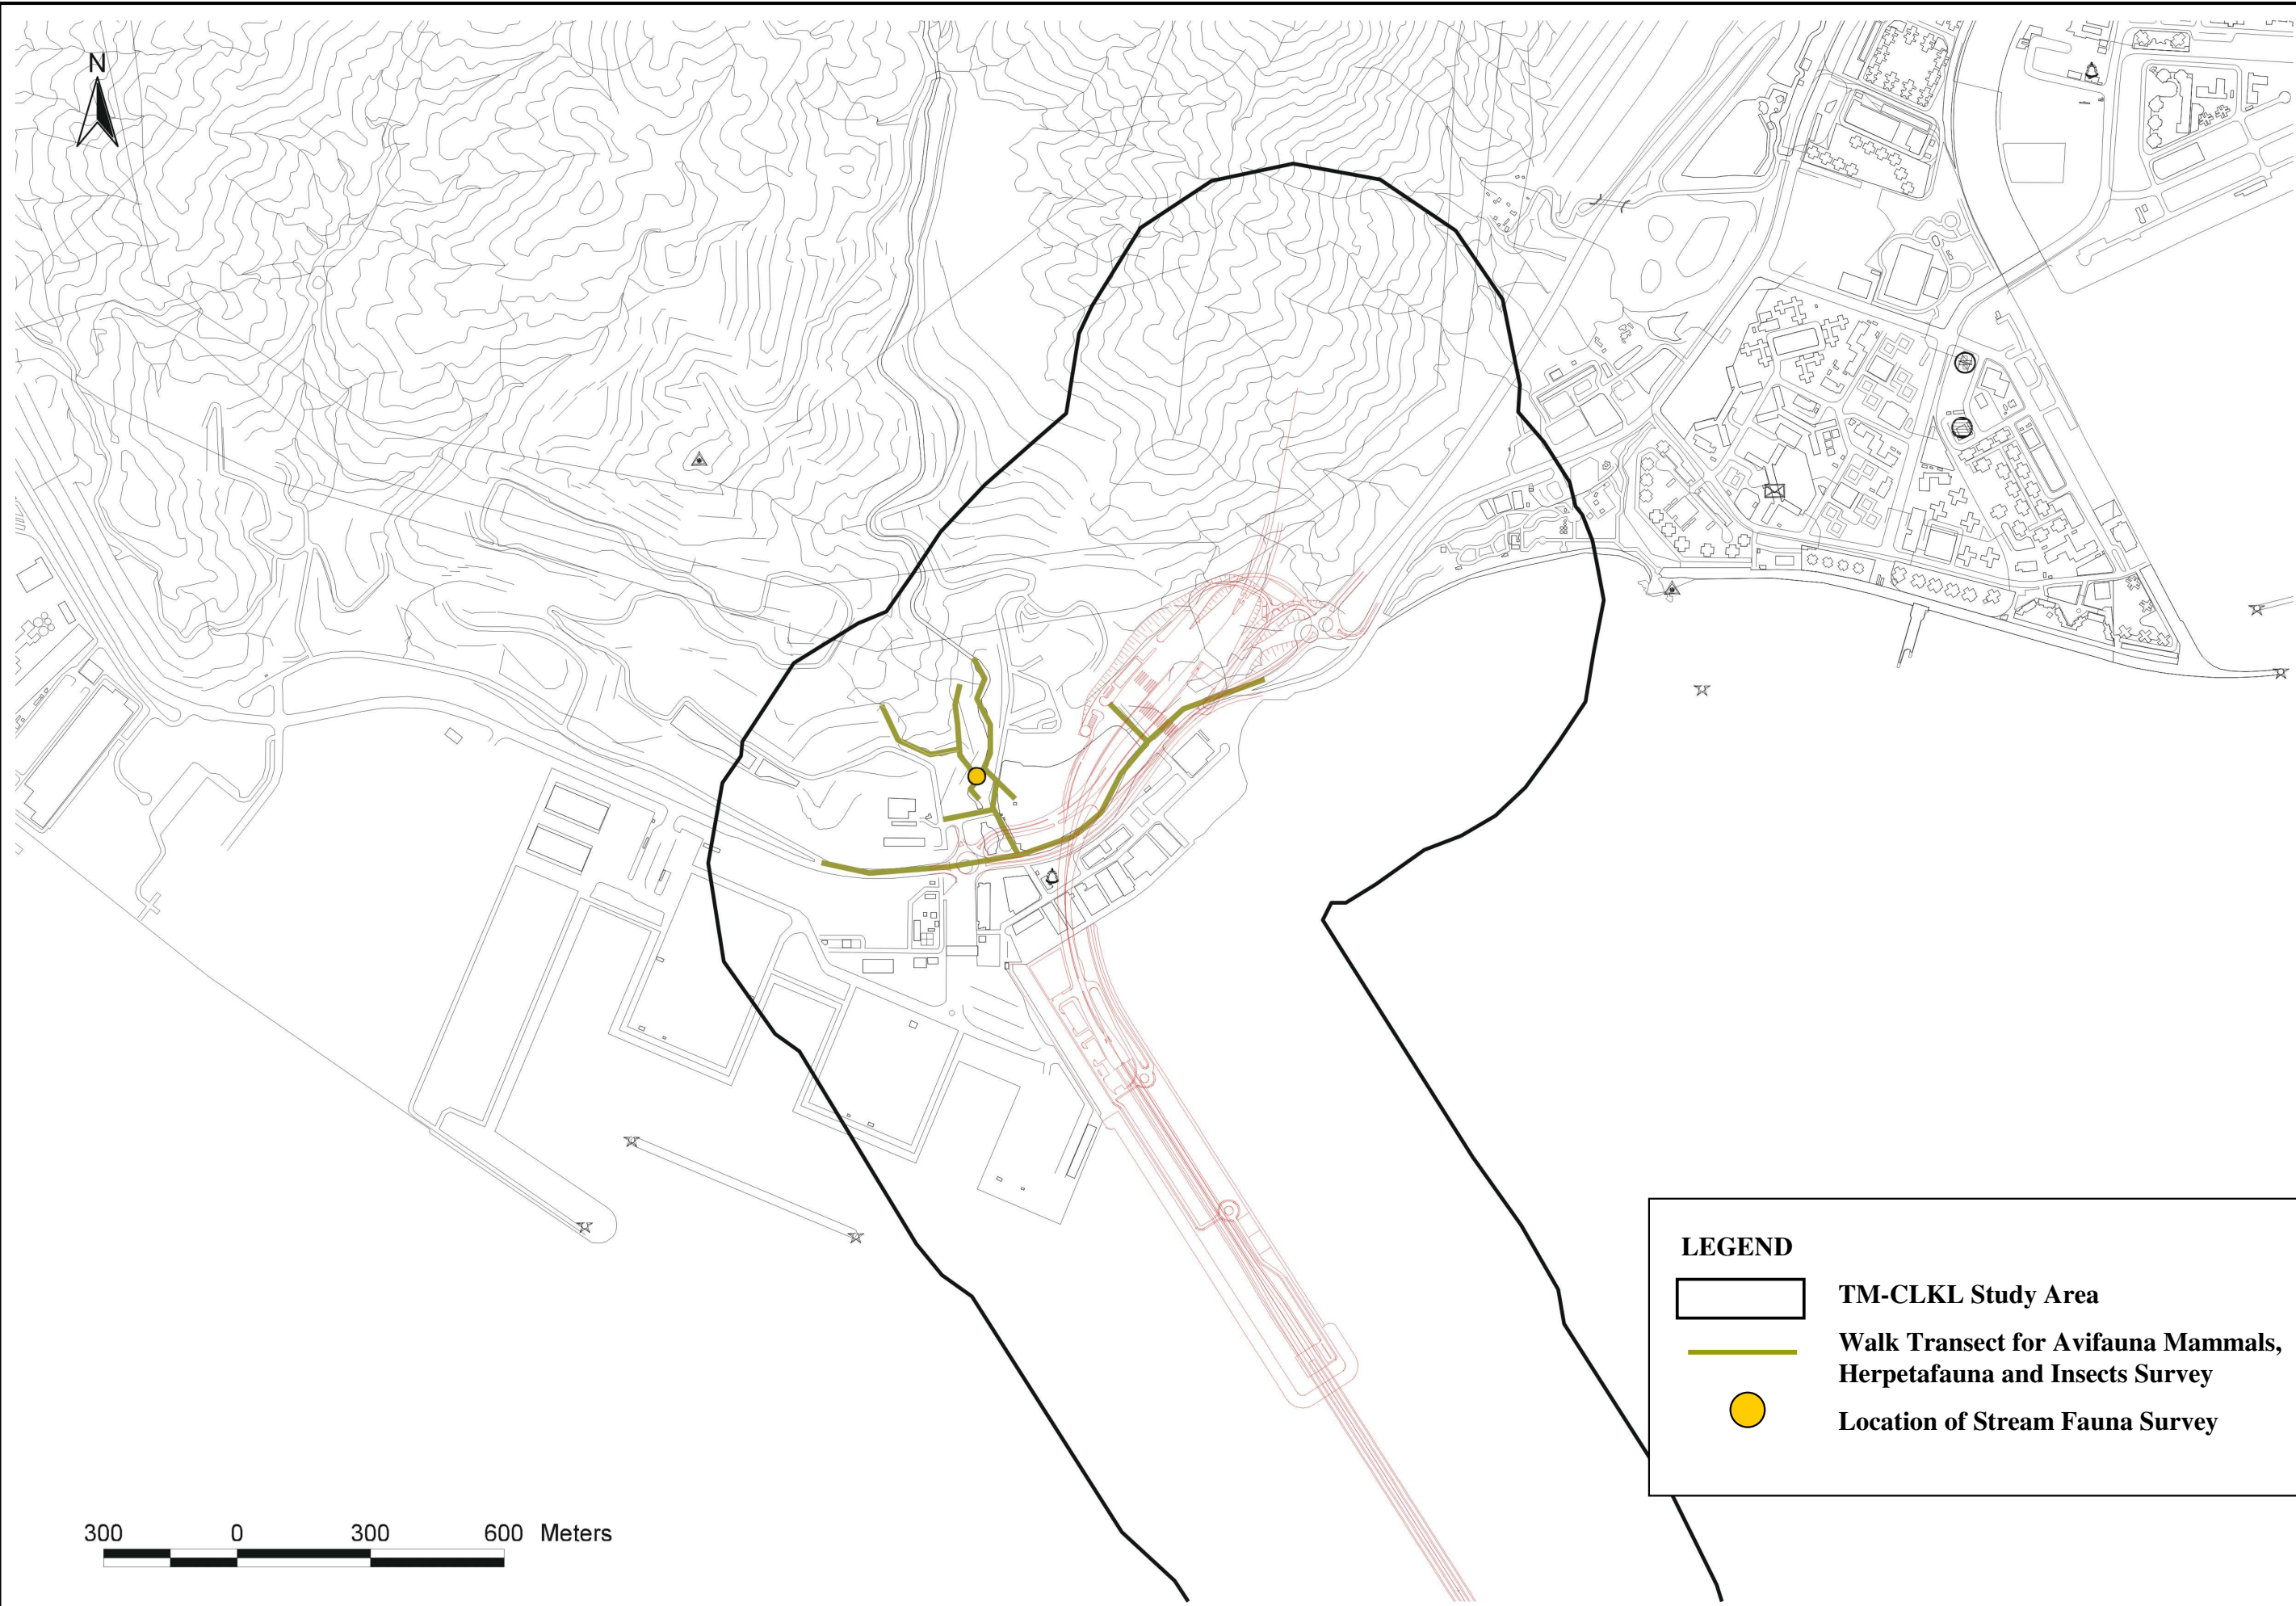 N
LEGEND
TM-CLKL Study Area
Walk Transect for Avifauna Mammals,
Herpetafauna and Insects Survey
Location of Stream Fauna Survey
300 0 300 600 Meters